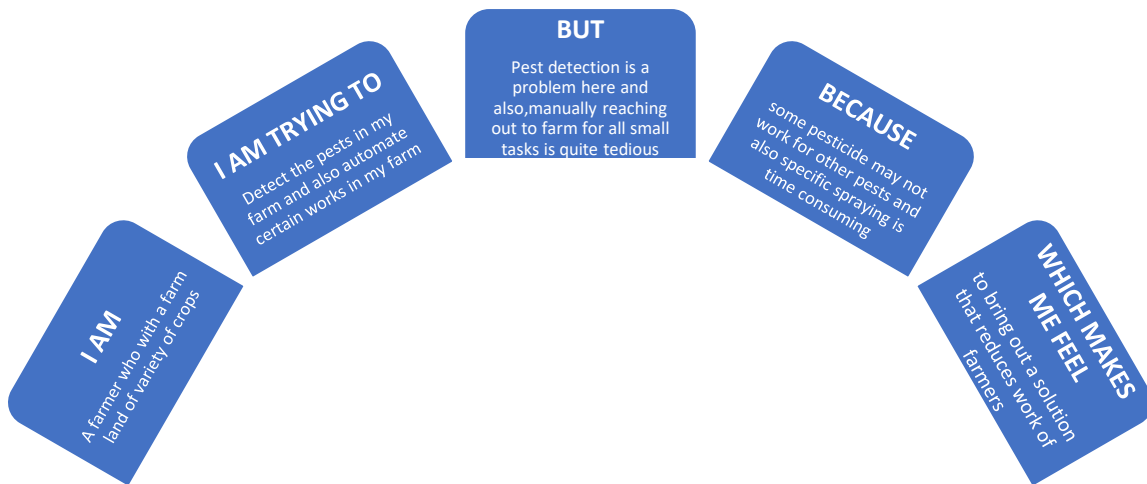 I AM
A farmer who with a farm
land of variety of crops
I AM TRYING TO
Detect the pests in my
farm and also automate
certain works in my farm
BUT
Pest detection is a
problem here and
also,manually reaching
out to farm for all small
tasks is quite tedious
BECAUSE
some pesticide may not
work for other pests and
also specific spraying is
time consuming
WHICH MAKES
ME FEEL
to bring out a solution
that reduces work of
farmers